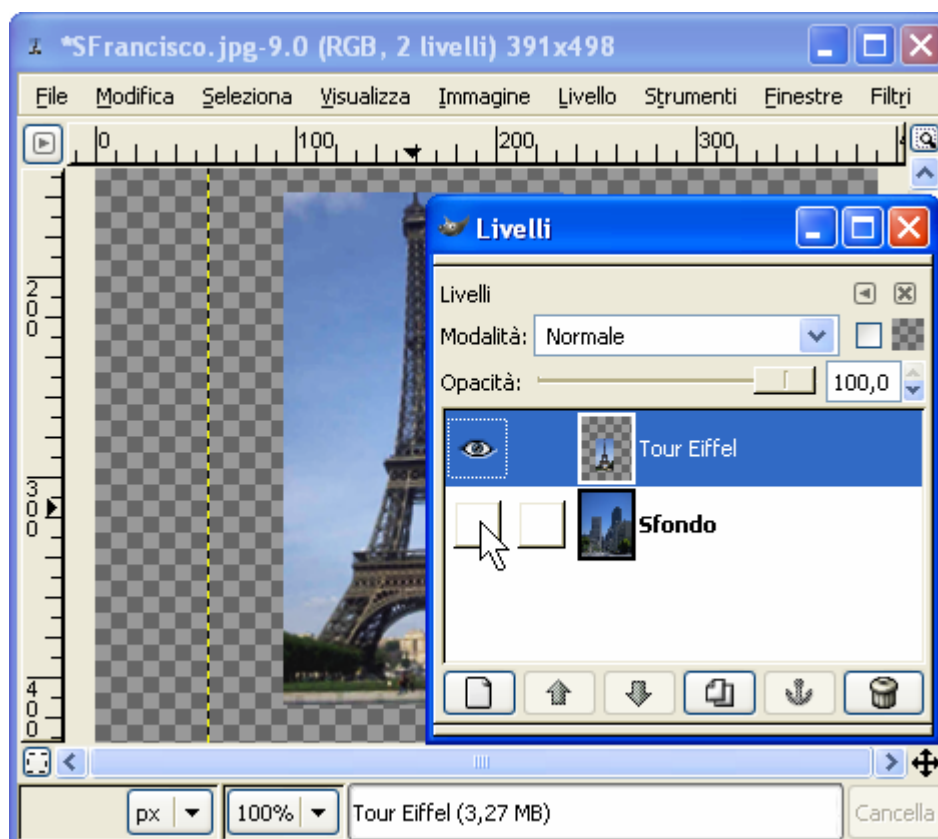 *SFrancisco.jpg-9.0 (RGB, 2 livelli) 391x498
File Modifica Seleziona Visualizza Immagine Livello Strumenti Finestre Filtri
0 100 200 300
Livelli
Livelli
Modalità: Normale
Opacità: 100,0
Tour Eiffel
Sfondo
200
300
400
px 100% Tour Eiffel (3,27 MB) Cancella